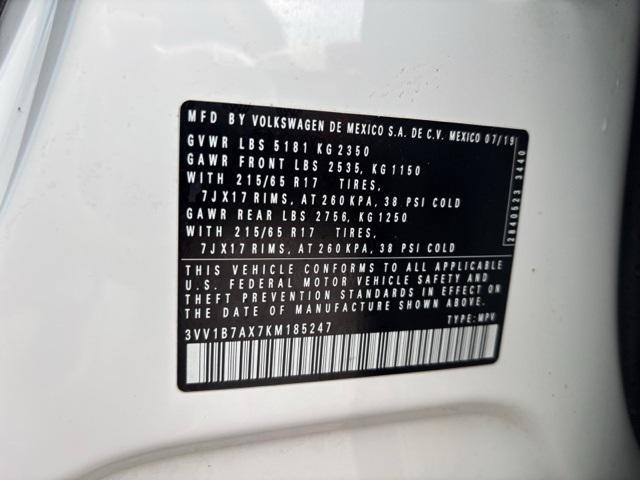 MFD BY VOLKSWAGEN DE MEXICO S.A. DE C.V. MEXICO 07/19
GVWR LBS 5181 KG 2350
GAWR FRONT LBS 2535, KG 1150
WITH 215/65 R17 TIRES,
7JX17 RIMS, AT 260 KPA, 38 PSI COLD
GAWR REAR LBS 2756, KG 1250
WITH 215/65 R17 TIRES,
7JX17 RIMS, AT 260 KPA, 38 PSI COLD
THIS VEHICLE CONFORMS TO ALL APPLICABLE
U.S. FEDERAL MOTOR VEHICLE SAFETY AND
THEFT PREVENTION STANDARDS IN EFFECT ON
THE DATE OF MANUFACTURE SHOWN ABOVE.
3VV1B7AX7KM185247 TYPE: MPV
2840523 3440